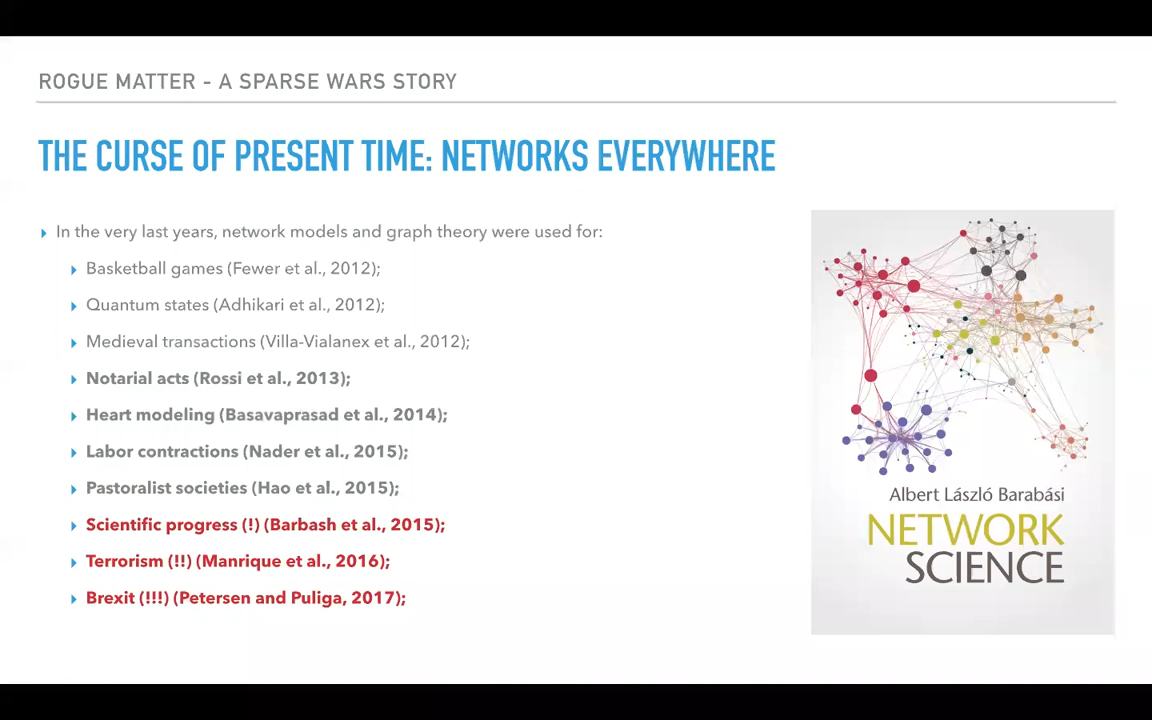 ROGUE MATTER - A SPARSE WARS STORY
THE CURSE OF PRESENT TIME: NETWORKS EVERYWHERE
In the very last years, network models and graph theory were used for:
Basketball games (Fewer et al., 2012);
Quantum states (Adhikari et al., 2012);
Medieval transactions (Villa-Vialanex et al., 2012);
Notarial acts (Rossi et al., 2013);
Heart modeling (Basavaprasad et al., 2014);
Labor contractions (Nader et al., 2015);
Pastoralist societies (Hao et al., 2015);
Scientific progress (!) (Barbash et al., 2015);
Terrorism (!!) (Manrique et al., 2016);
Brexit (!!!) (Petersen and Puliga, 2017);
Albert László Barabási
NETWORK
SCIENCE